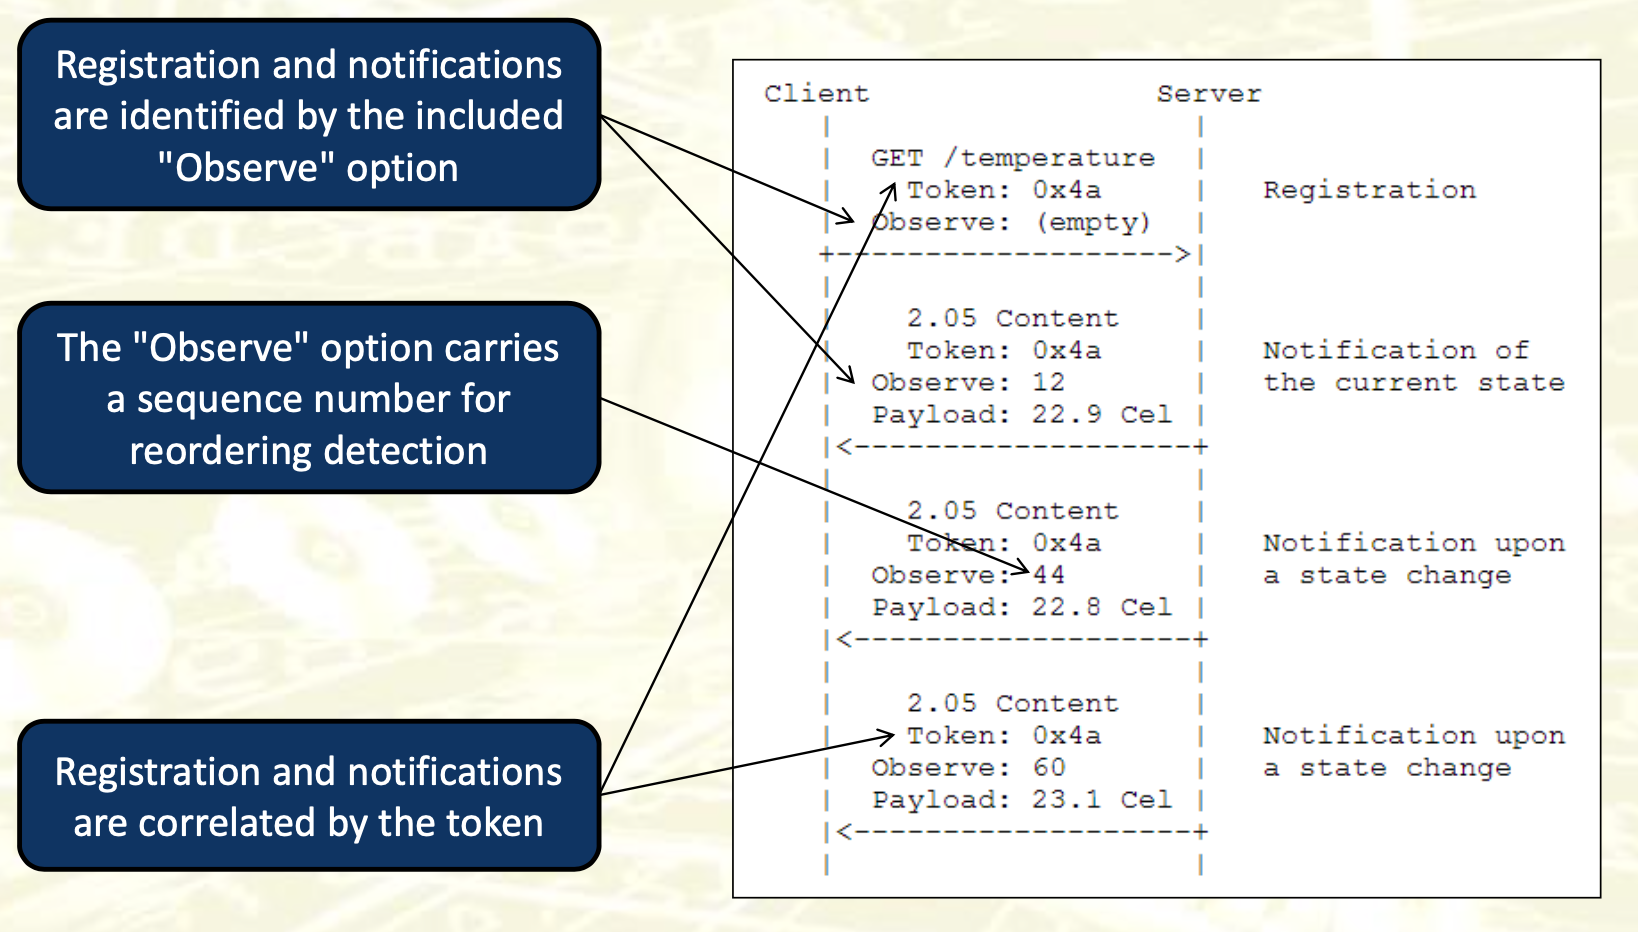 Registration and notifications
are identified by the included
"Observe" option
The "Observe" option carries
a sequence number for
reordering detection
Registration and notifications
are correlated by the token
Client Server
GET /temperature
Token: 0x4a Registration
Observe: (empty)
2.05 Content
Token: 0x4a Notification of
Observe: 12 the current state
Payload: 22.9 Cel
2.05 Content
Token: 0x4a Notification upon
Observe: 44 a state change
Payload: 22.8 Cel
2.05 Content
Token: 0x4a Notification upon
Observe: 60 a state change
Payload: 23.1 Cel